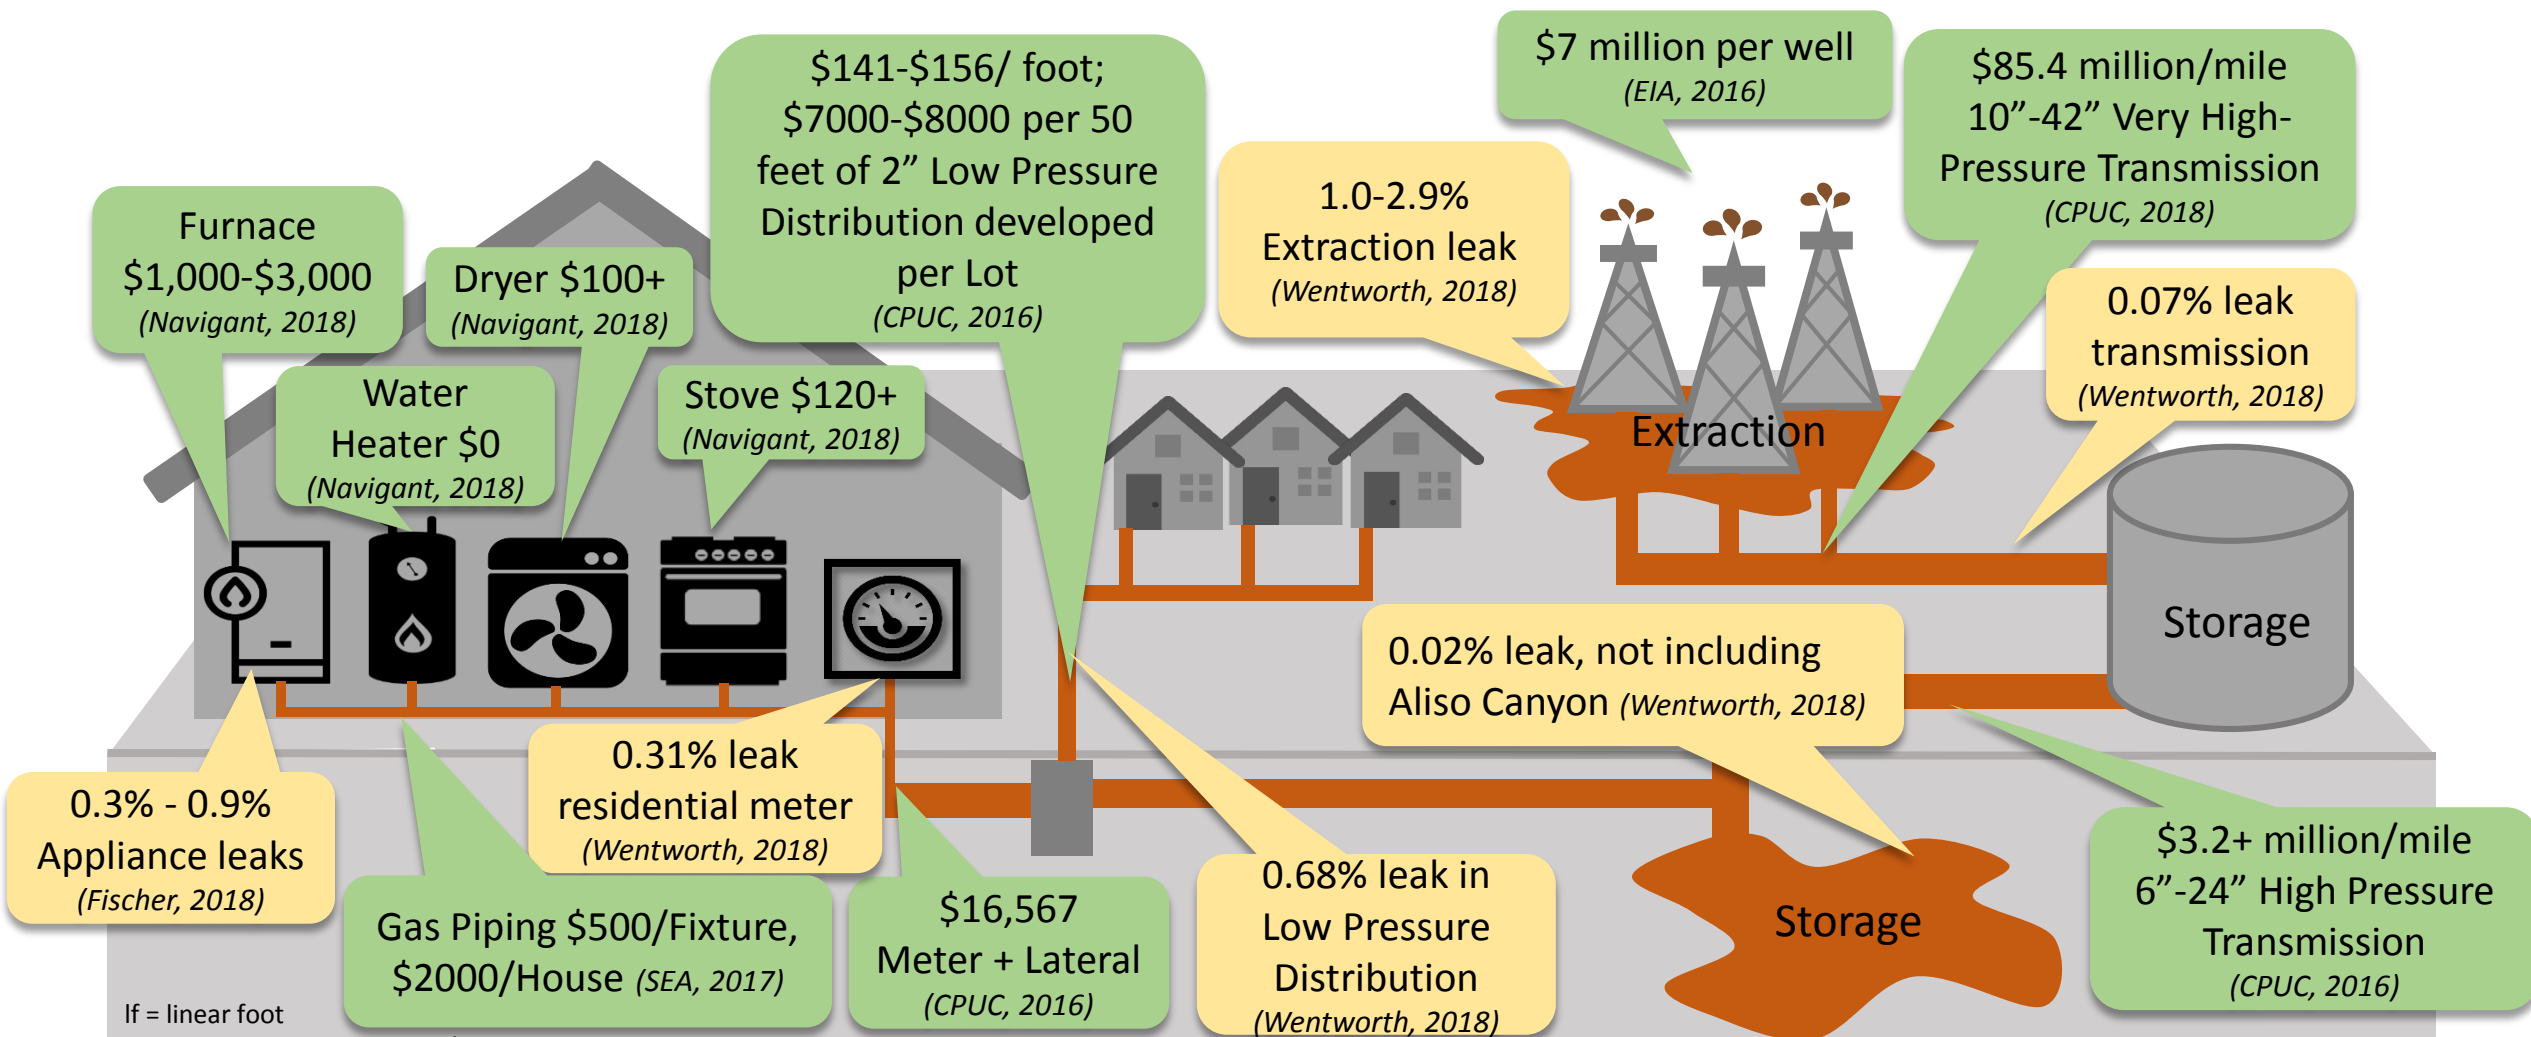 $141-$156/ foot;
$7000-$8000 per 50
feet of 2” Low Pressure
Distribution developed
per Lot
(CPUC, 2016)
$7 million per well
(EIA, 2016)
$85.4 million/mile
10”-42” Very High-
Pressure Transmission
(CPUC, 2018)
Furnace
$1,000-$3,000
(Navigant, 2018)
Dryer $100+
(Navigant, 2018)
1.0-2.9%
Extraction leak
(Wentworth, 2018)
0.07% leak
transmission
(Wentworth, 2018)
Water
Heater $0
(Navigant, 2018)
Stove $120+
(Navigant, 2018)
Extraction
Storage
0.02% leak, not including
Aliso Canyon (Wentworth, 2018)
0.31% leak
residential meter
(Wentworth, 2018)
0.3% - 0.9%
Appliance leaks
(Fischer, 2018)
Gas Piping $500/Fixture,
$2000/House (SEA, 2017)
$16,567
Meter + Lateral
(CPUC, 2016)
0.68% leak in
Low Pressure
Distribution
(Wentworth, 2018)
Storage
$3.2+ million/mile
6”-24” High Pressure
Transmission
(CPUC, 2016)
lf = linear foot